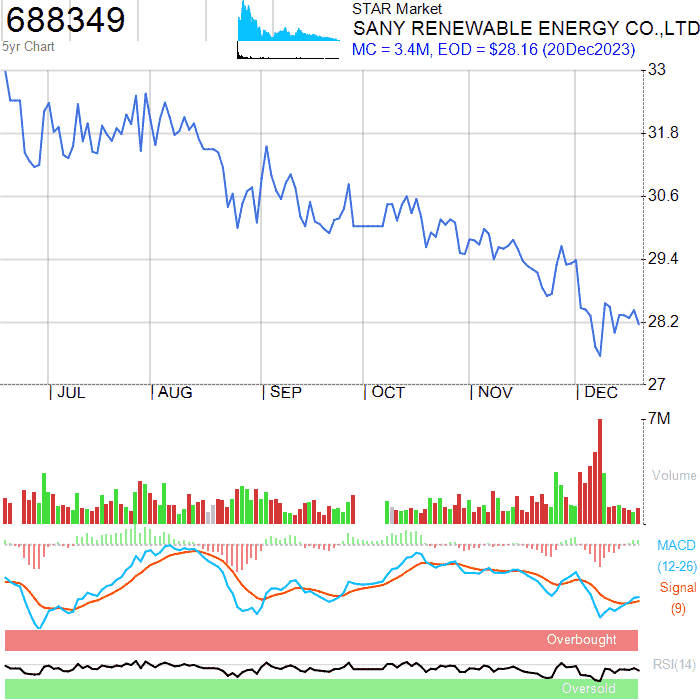 688349
5yr Chart
STAR Market
SANY RENEWABLE ENERGY CO.,LTD
MC = 3.4M, EOD = $28.16 (20Dec2023)
33
31.8
30.6
29.4
28.2
27
JUL
AUG
SEP
OCT
NOV
DEC
7M
Volume
MACD
(12-26)
Signal
(9)
Overbought
RSI(14)
Oversold